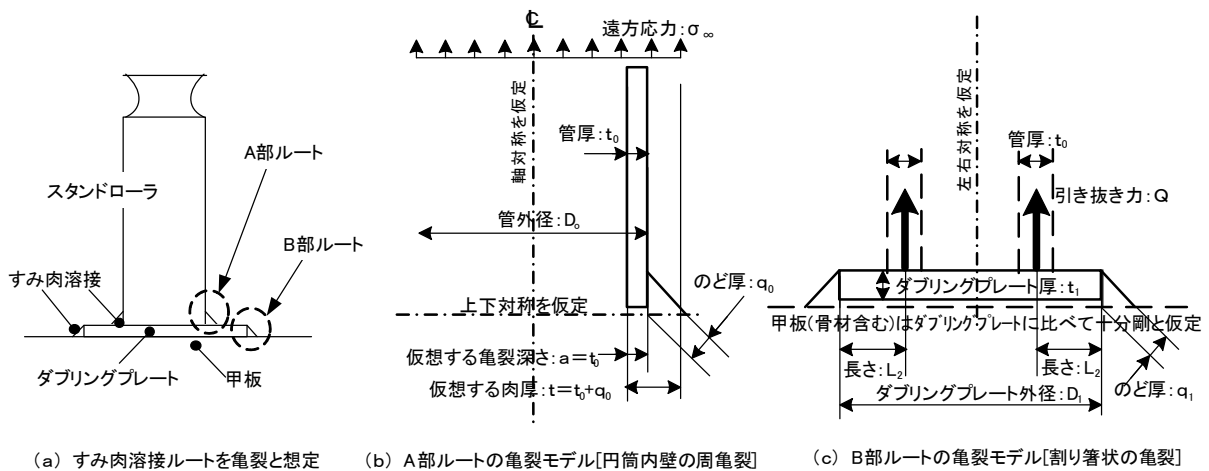 スタンドローラ
A部ルート
B部ルート
すみ肉溶接
ダブリングプレート
甲板
(a) すみ肉溶接ルートを亀裂と想定
℄
遠方応力:σ∞
軸対称を仮定
管厚:t₀
管外径:Dₒ
のど厚:q₀
上下対称を仮定
仮想する亀裂深さ:a=t₀
仮想する肉厚:t=t₀+q₀
(b) A部ルートの亀裂モデル[円筒内壁の周亀裂]
左右対称を仮定
管厚:t₀
引き抜き力:Q
ダブリングプレート厚:t₁
甲板(骨材含む)はダブリングプレートに比べて十分剛と仮定
長さ:L₂
長さ:L₂
のど厚:q₁
ダブリングプレート外径:D₁
(c) B部ルートの亀裂モデル[割り箸状の亀裂]